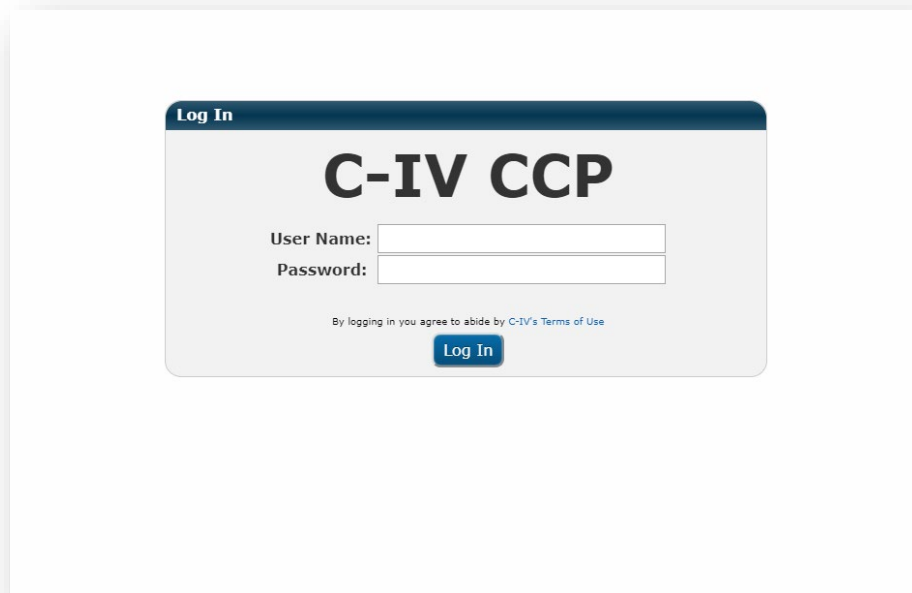 Log In
C-IV CCP
User Name:
Password:
By logging in you agree to abide by C-IV's Terms of Use
Log In